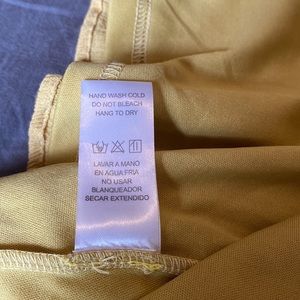 HAND WASH COLD
DO NOT BLEACH
HANG TO DRY
LAVAR A MANO
EN AGUA FRIA
NO USAR
BLANQUEADOR
SECAR EXTENDIDO